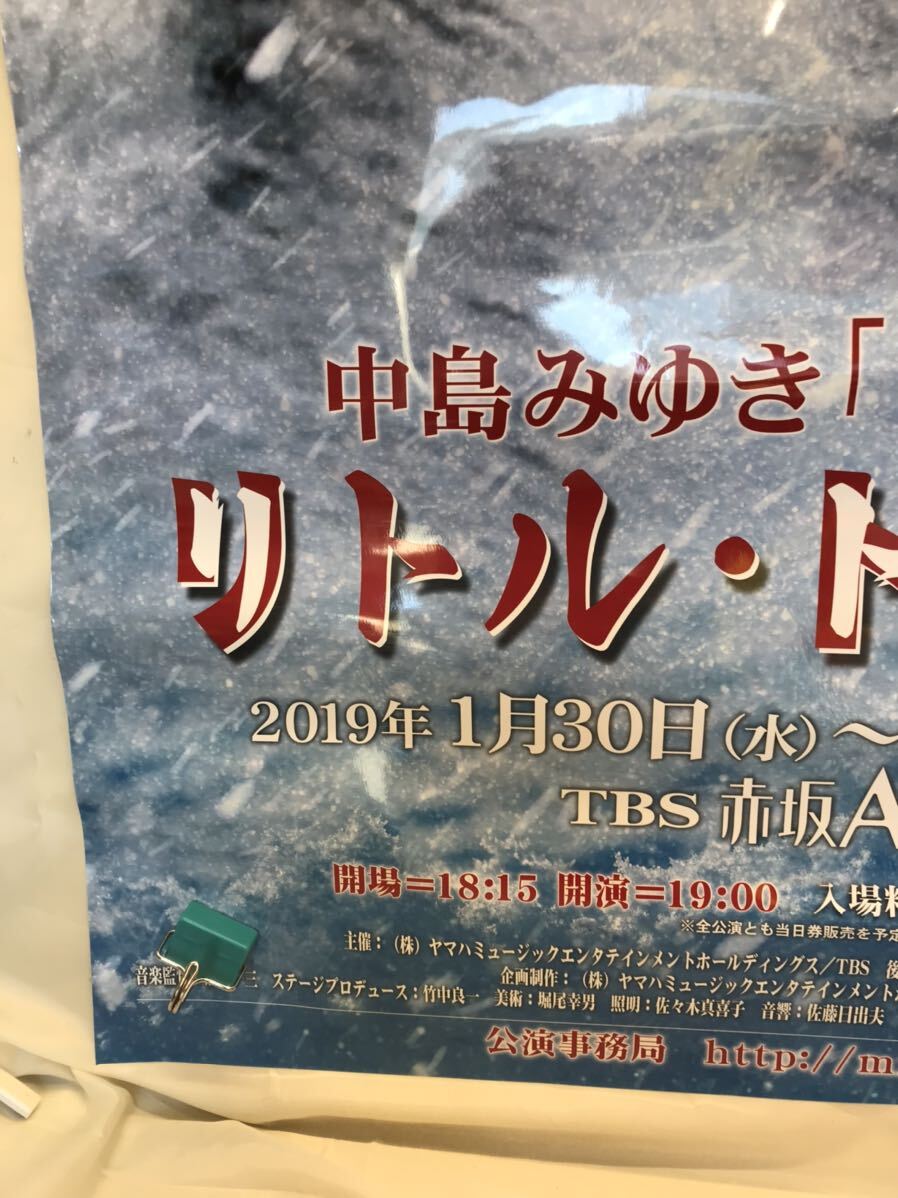 中島みゆき「
リトル・ト
2019年 1月30日（水）～
TBS 赤坂A
開場=18:15 開演=19:00 入場料
※全公演とも当日券販売を予定
主催：（株）ヤマハミュージックエンタテインメントホールディングス/TBS 後
企画制作：（株）ヤマハミュージックエンタテインメント
音楽監 三 ステージプロデュース：竹中良一 美術：堀尾幸男 照明：佐々木真喜子 音響：佐藤日出夫
公演事務局 http://m